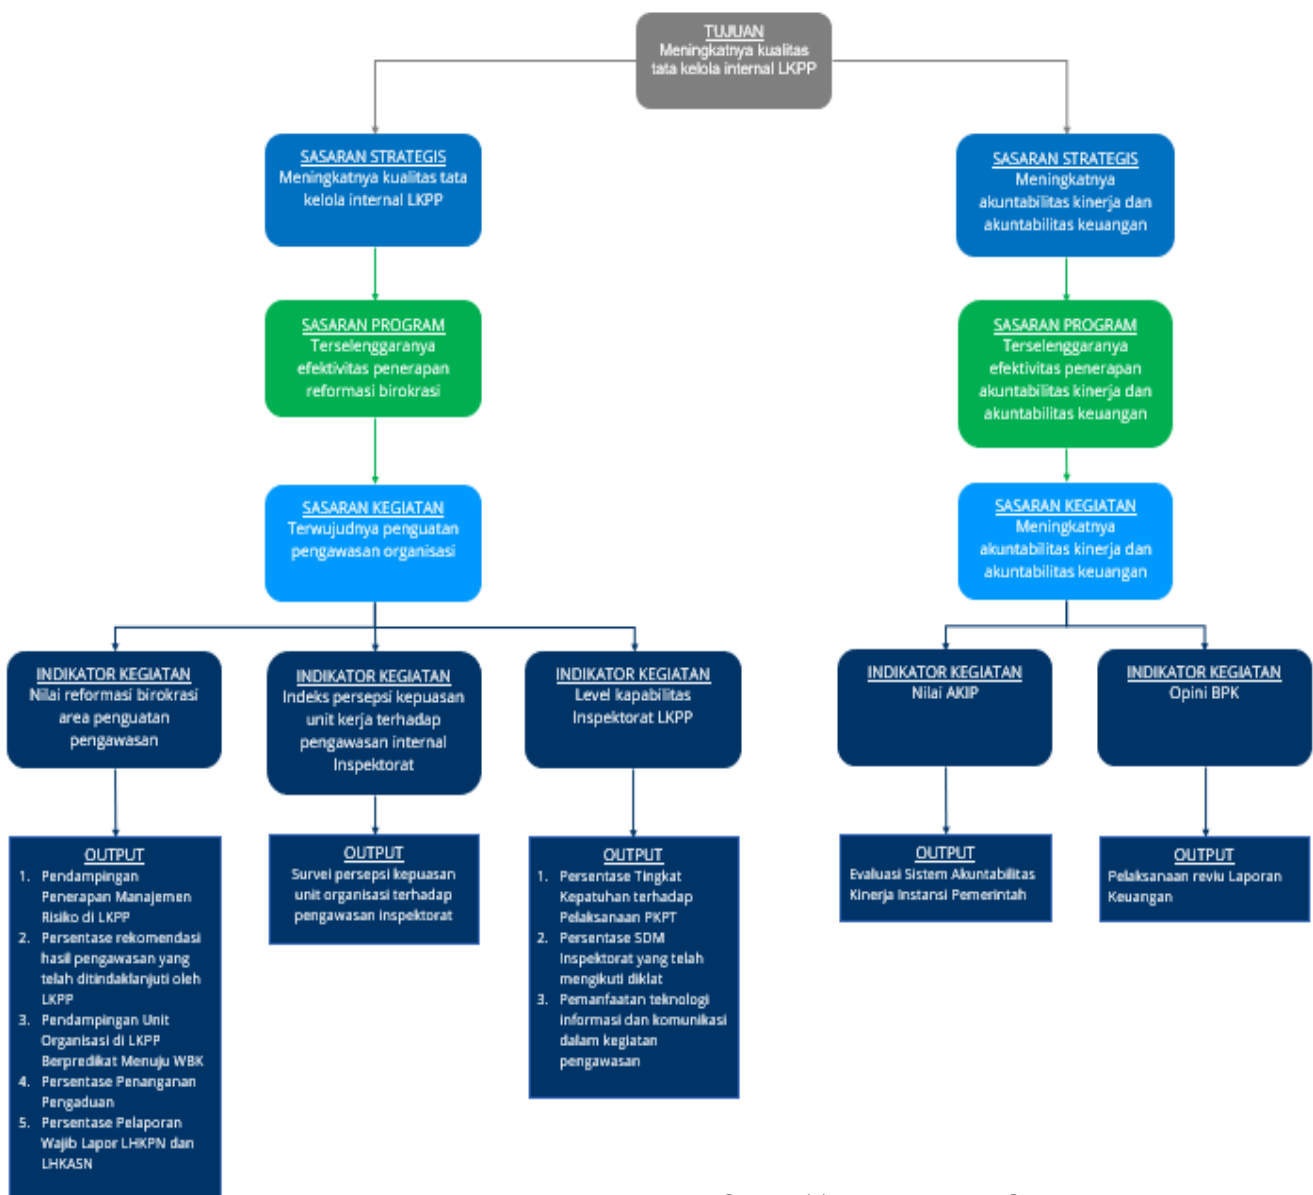 TUJUAN
Meningkatnya kualitas
tata kelola internal LKPP
SASARAN STRATEGIS
Meningkatnya kualitas tata
kelola internal LKPP
SASARAN STRATEGIS
Meningkatnya
akuntabilitas kinerja dan
akuntabilitas keuangan
SASARAN PROGRAM
Terselenggaranya
efektivitas penerapan
reformasi birokrasi
SASARAN PROGRAM
Terselenggaranya
efektivitas penerapan
akuntabilitas kinerja dan
akuntabilitas keuangan
SASARAN KEGIATAN
Terwujudnya penguatan
pengawasan organisasi
SASARAN KEGIATAN
Meningkatnya
akuntabilitas kinerja dan
akuntabilitas keuangan
INDIKATOR KEGIATAN
Nilai reformasi birokrasi
area penguatan
pengawasan
INDIKATOR KEGIATAN
Indeks persepsi kepuasan
unit kerja terhadap
pengawasan internal
Inspektorat
INDIKATOR KEGIATAN
Level kapabilitas
Inspektorat LKPP
INDIKATOR KEGIATAN
Nilai AKIP
INDIKATOR KEGIATAN
Opini BPK
OUTPUT
1. Pendampingan
Penerapan Manajemen
Risiko di LKPP
2. Persentase rekomendasi
hasil pengawasan yang
telah ditindaklanjuti oleh
LKPP
3. Pendampingan Unit
Organisasi di LKPP
Berpredikat Menuju WBK
4. Persentase Penanganan
Pengaduan
5. Persentase Pelaporan
Wajib Lapor LHKPN dan
LHKASN
OUTPUT
Survei persepsi kepuasan
unit organisasi terhadap
pengawasan inspektorat
OUTPUT
1. Persentase Tingkat
Kepatuhan terhadap
Pelaksanaan PKPT
2. Persentase SDM
Inspektorat yang telah
mengikuti diklat
3. Pemanfaatan teknologi
informasi dan komunikasi
dalam kegiatan
pengawasan
OUTPUT
Evaluasi Sistem Akuntabilitas
Kinerja Instansi Pemerintah
OUTPUT
Pelaksanaan reviu Laporan
Keuangan